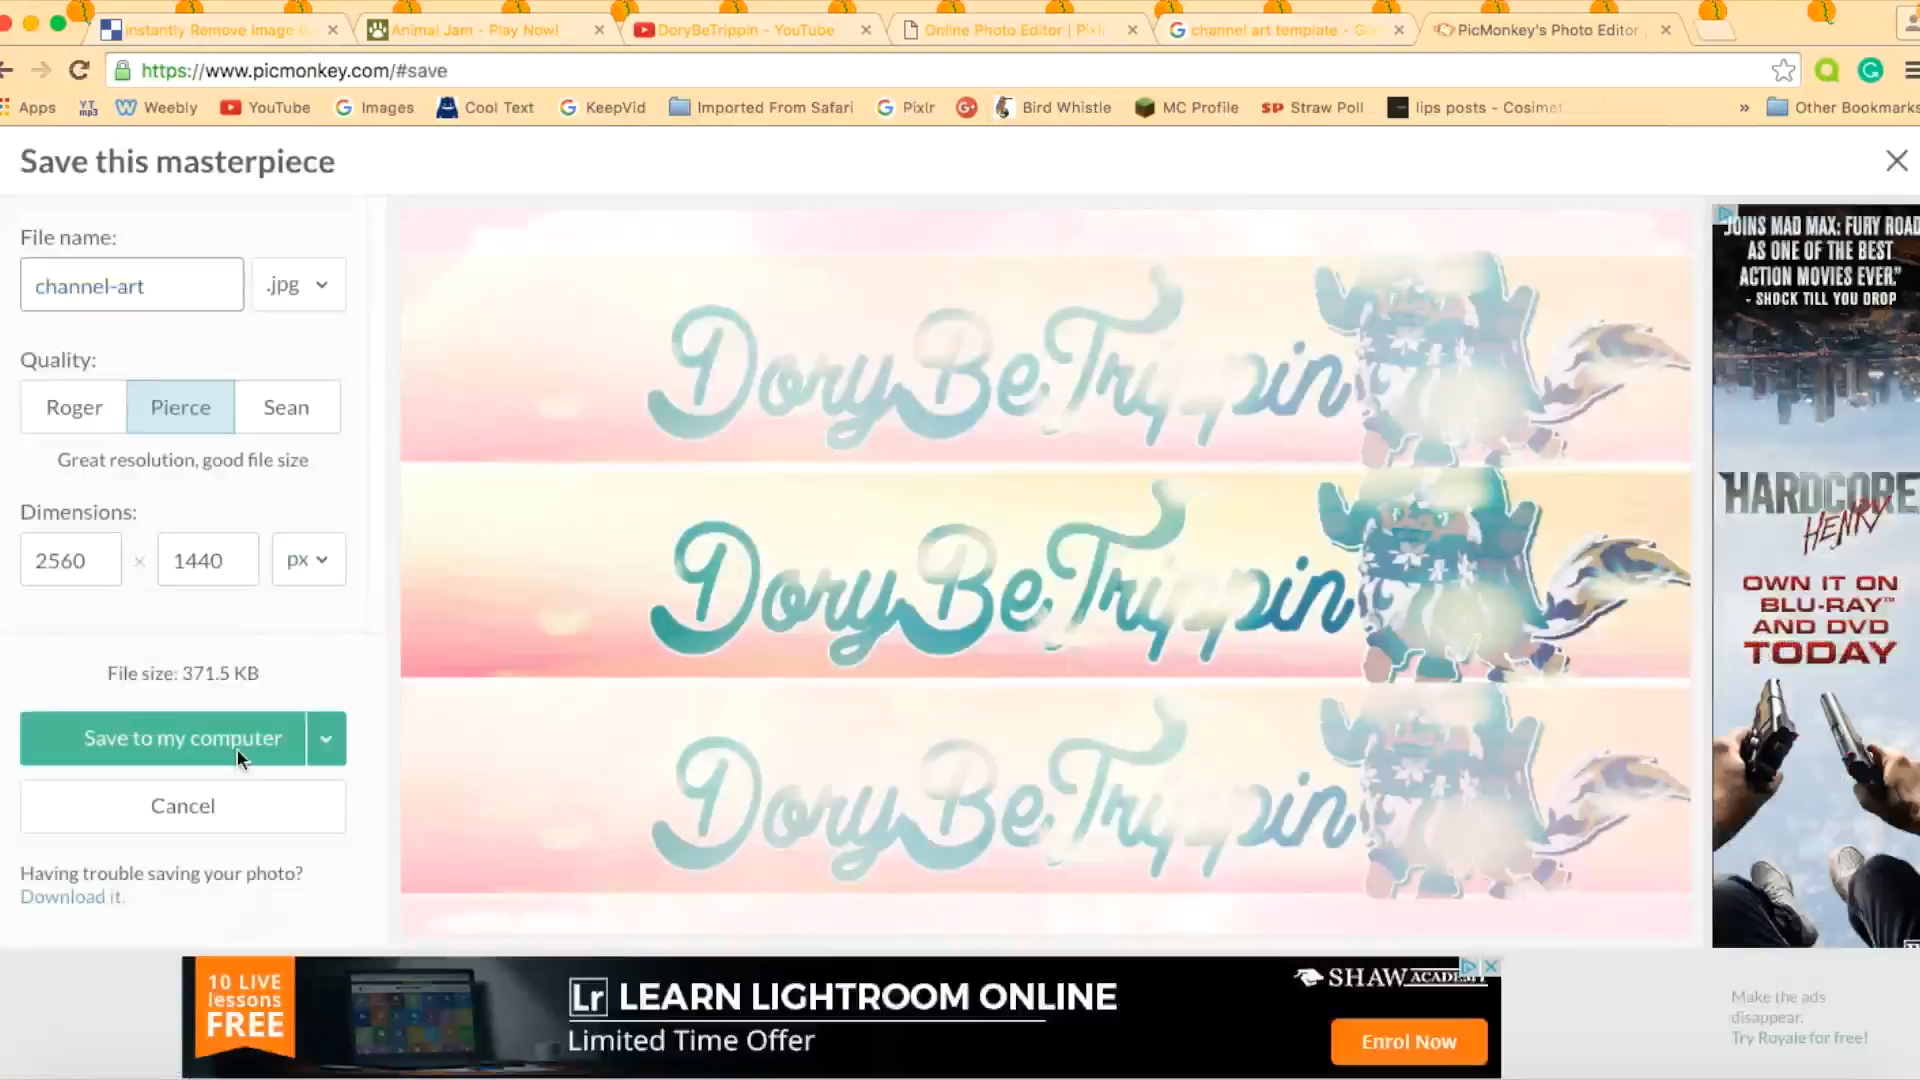 instantly Remove Image
Animal Jam - Play Now!
DoryBeTrippin - YouTube
Online Photo Editor | Pixlr
channel art template - Go
PicMonkey's Photo Editor
https://www.picmonkey.com/#save
Apps
YT mp3
Weebly
YouTube
Images
Cool Text
KeepVid
Imported From Safari
Pixlr
Bird Whistle
MC Profile
SP Straw Poll
lips posts - Cosimet
»
Other Bookmarks
Save this masterpiece
File name:
channel-art
.jpg
Quality:
Roger
Pierce
Sean
Great resolution, good file size
Dimensions:
2560 × 1440 px
File size: 371.5 KB
Save to my computer
Cancel
Having trouble saving your photo?
Download it.
DoryBeTrippin
DoryBeTrippin
DoryBeTrippin
JOINS MAD MAX: FURY ROAD
AS ONE OF THE BEST
ACTION MOVIES EVER."
- SHOCK TILL YOU DROP
HARDCORE
HENRY
OWN IT ON
BLU-RAY™
AND DVD
TODAY
10 LIVE
lessons
FREE
Lr LEARN LIGHTROOM ONLINE
Limited Time Offer
SHAW ACADEMY
Enrol Now
Make the ads
disappear.
Try Royale for free!